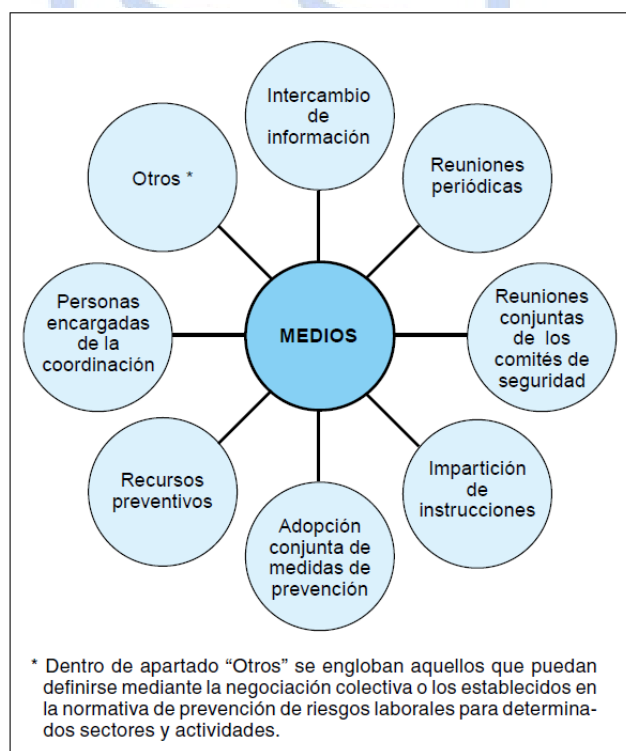 Intercambio
de
información
Reuniones
periódicas
Reuniones
conjuntas
de los
comités de
seguridad
Impartición
de
instrucciones
Adopción
conjunta de
medidas de
prevención
Recursos
preventivos
Personas
encargadas
de la
coordinación
Otros *
MEDIOS
* Dentro de apartado “Otros” se engloban aquellos que puedan
definirse mediante la negociación colectiva o los establecidos en
la normativa de prevención de riesgos laborales para determina-
dos sectores y actividades.